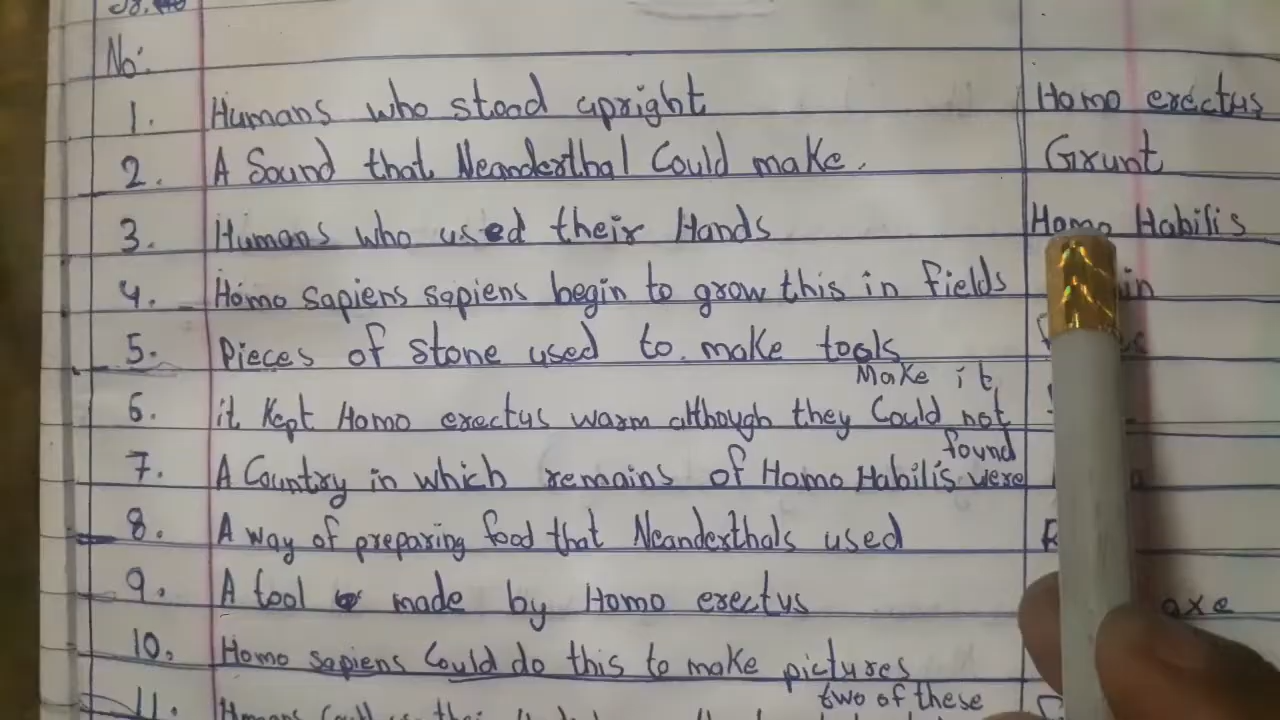 No:
1. Humans who stood upright Homo erectus
2. A Sound that Neanderthal Could make. Grunt
3. Humans who used their Hands Homo Habilis
4. Homo sapiens sapiens begin to grow this in fields
5. Pieces of stone used to make tools
Make it
6. it kept Homo erectus warm although they Could not
found
7. A Country in which remains of Homo Habilis were
8. A way of preparing food that Neanderthals used
9. A tool made by Homo erectus axe
10. Homo sapiens Could do this to make pictures
two of these
11. Humans